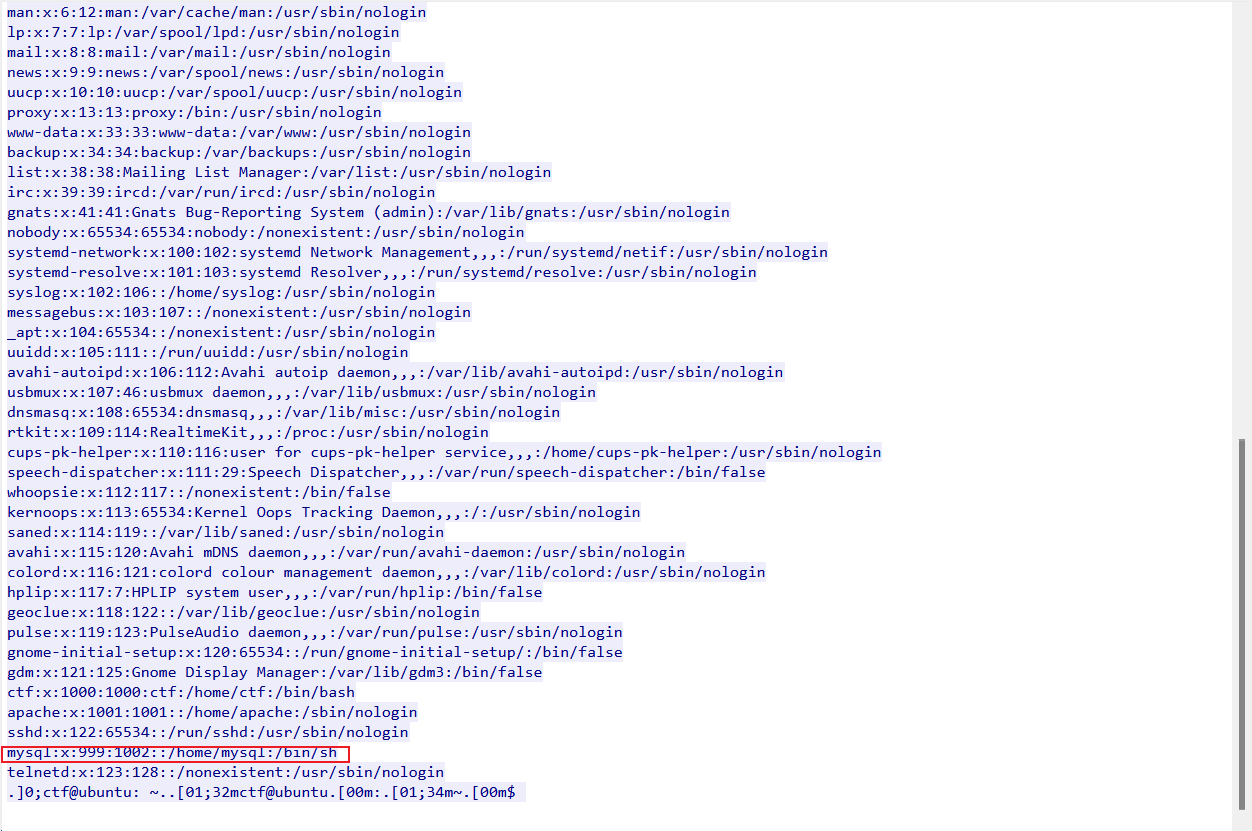 man:x:6:12:man:/var/cache/man:/usr/sbin/nologin
lp:x:7:7:lp:/var/spool/lpd:/usr/sbin/nologin
mail:x:8:8:mail:/var/mail:/usr/sbin/nologin
news:x:9:9:news:/var/spool/news:/usr/sbin/nologin
uucp:x:10:10:uucp:/var/spool/uucp:/usr/sbin/nologin
proxy:x:13:13:proxy:/bin:/usr/sbin/nologin
www-data:x:33:33:www-data:/var/www:/usr/sbin/nologin
backup:x:34:34:backup:/var/backups:/usr/sbin/nologin
list:x:38:38:Mailing List Manager:/var/list:/usr/sbin/nologin
irc:x:39:39:ircd:/var/run/ircd:/usr/sbin/nologin
gnats:x:41:41:Gnats Bug-Reporting System (admin):/var/lib/gnats:/usr/sbin/nologin
nobody:x:65534:65534:nobody:/nonexistent:/usr/sbin/nologin
systemd-network:x:100:102:systemd Network Management,,,:/run/systemd/netif:/usr/sbin/nologin
systemd-resolve:x:101:103:systemd Resolver,,,:/run/systemd/resolve:/usr/sbin/nologin
syslog:x:102:106::/home/syslog:/usr/sbin/nologin
messagebus:x:103:107::/nonexistent:/usr/sbin/nologin
_apt:x:104:65534::/nonexistent:/usr/sbin/nologin
uuidd:x:105:111::/run/uuidd:/usr/sbin/nologin
avahi-autoipd:x:106:112:Avahi autoip daemon,,,:/var/lib/avahi-autoipd:/usr/sbin/nologin
usbmux:x:107:46:usbmux daemon,,,:/var/lib/usbmux:/usr/sbin/nologin
dnsmasq:x:108:65534:dnsmasq,,,:/var/lib/misc:/usr/sbin/nologin
rtkit:x:109:114:RealtimeKit,,,:/proc:/usr/sbin/nologin
cups-pk-helper:x:110:116:user for cups-pk-helper service,,,:/home/cups-pk-helper:/usr/sbin/nologin
speech-dispatcher:x:111:29:Speech Dispatcher,,,:/var/run/speech-dispatcher:/bin/false
whoopsie:x:112:117::/nonexistent:/bin/false
kernoops:x:113:65534:Kernel Oops Tracking Daemon,,,:/:/usr/sbin/nologin
saned:x:114:119::/var/lib/saned:/usr/sbin/nologin
avahi:x:115:120:Avahi mDNS daemon,,,:/var/run/avahi-daemon:/usr/sbin/nologin
colord:x:116:121:colord colour management daemon,,,:/var/lib/colord:/usr/sbin/nologin
hplip:x:117:7:HPLIP system user,,,:/var/run/hplip:/bin/false
geoclue:x:118:122::/var/lib/geoclue:/usr/sbin/nologin
pulse:x:119:123:PulseAudio daemon,,,:/var/run/pulse:/usr/sbin/nologin
gnome-initial-setup:x:120:65534::/run/gnome-initial-setup/:/bin/false
gdm:x:121:125:Gnome Display Manager:/var/lib/gdm3:/bin/false
ctf:x:1000:1000:ctf:/home/ctf:/bin/bash
apache:x:1001:1001::/home/apache:/sbin/nologin
sshd:x:122:65534::/run/sshd:/usr/sbin/nologin
mysql:x:999:1002::/home/mysql:/bin/sh
telnetd:x:123:128::/nonexistent:/usr/sbin/nologin
.]0;ctf@ubuntu: ~..[01;32mctf@ubuntu.[00m:.[01;34m~.[00m$